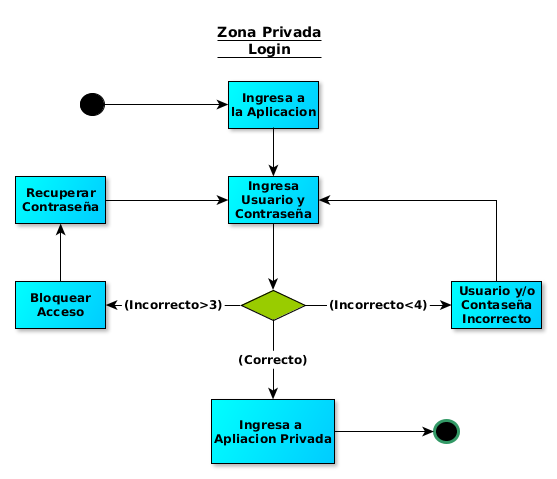 Zona Privada
Login
Ingresa a
la Aplicacion
Recuperar
Contraseña
Ingresa
Usuario y
Contraseña
Bloquear
Acceso
(Incorrecto>3)
(Incorrecto<4)
Usuario y/o
Contaseña
Incorrecto
(Correcto)
Ingresa a
Apliacion Privada